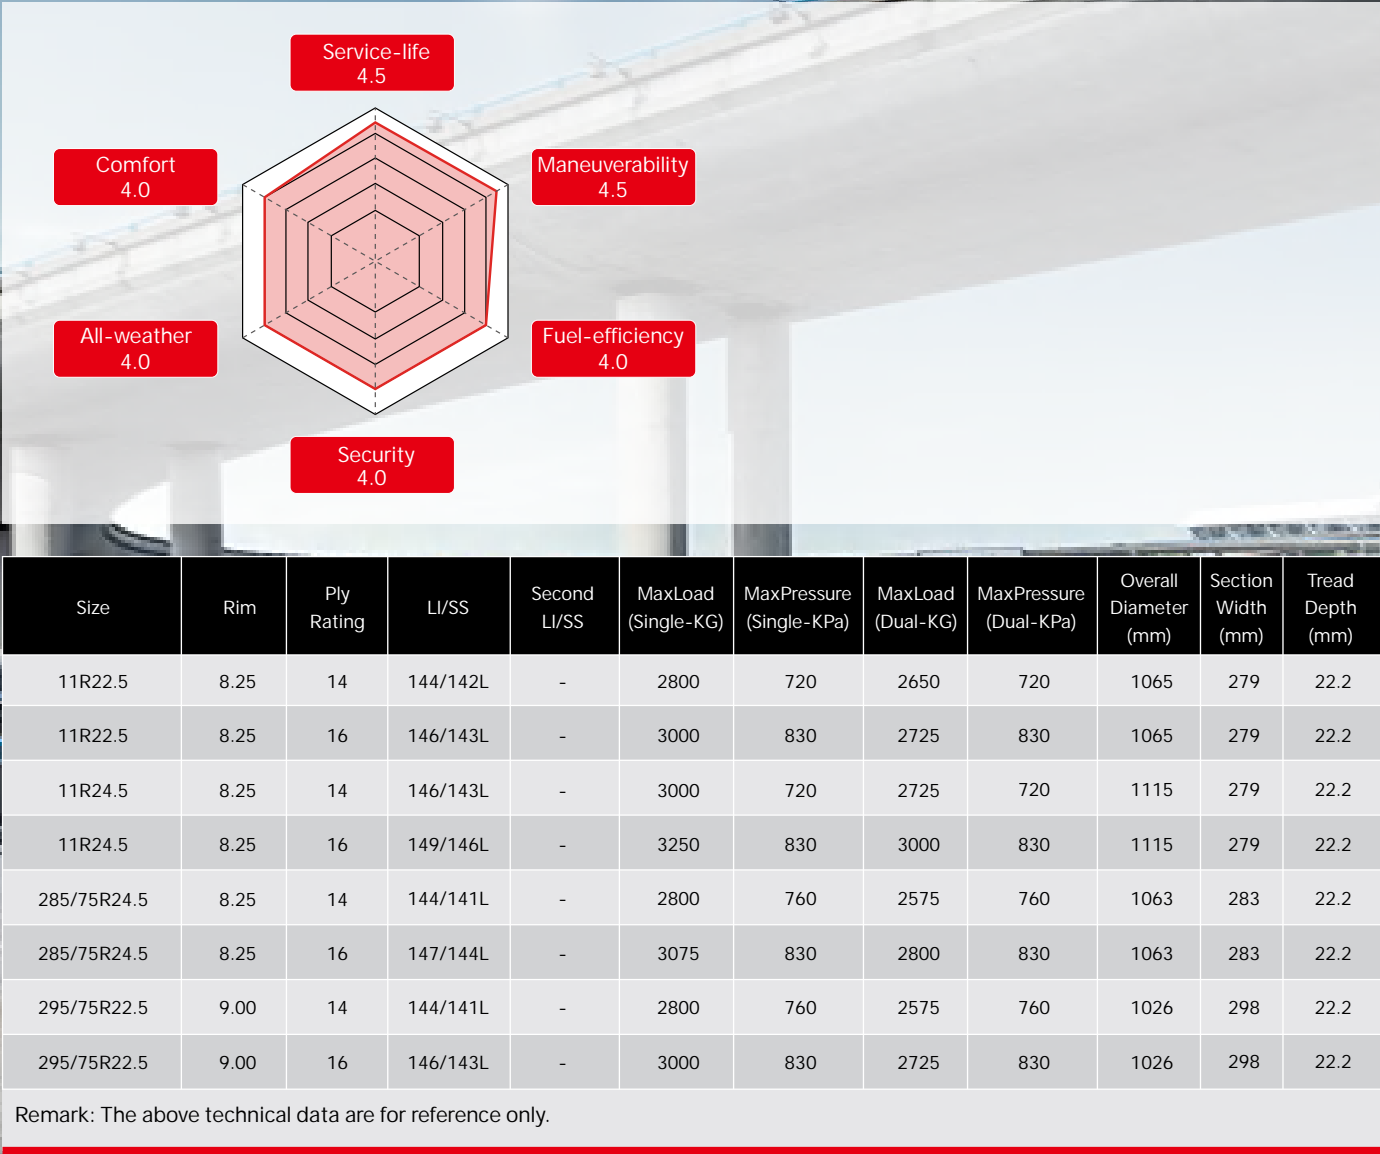 Service-life
4.5
Comfort
4.0
Maneuverability
4.5
All-weather
4.0
Fuel-efficiency
4.0
Security
4.0
Size Rim Ply Rating LI/SS Second LI/SS MaxLoad (Single-KG) MaxPressure (Single-KPa) MaxLoad (Dual-KG) MaxPressure (Dual-KPa) Overall Diameter (mm) Section Width (mm) Tread Depth (mm)
11R22.5 8.25 14 144/142L - 2800 720 2650 720 1065 279 22.2
11R22.5 8.25 16 146/143L - 3000 830 2725 830 1065 279 22.2
11R24.5 8.25 14 146/143L - 3000 720 2725 720 1115 279 22.2
11R24.5 8.25 16 149/146L - 3250 830 3000 830 1115 279 22.2
285/75R24.5 8.25 14 144/141L - 2800 760 2575 760 1063 283 22.2
285/75R24.5 8.25 16 147/144L - 3075 830 2800 830 1063 283 22.2
295/75R22.5 9.00 14 144/141L - 2800 760 2575 760 1026 298 22.2
295/75R22.5 9.00 16 146/143L - 3000 830 2725 830 1026 298 22.2
Remark: The above technical data are for reference only.